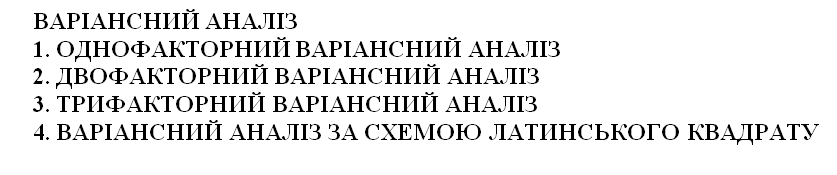 ВАРІАНСНИЙ АНАЛІЗ
1. ОДНОФАКТОРНИЙ ВАРІАНСНИЙ АНАЛІЗ
2. ДВОФАКТОРНИЙ ВАРІАНСНИЙ АНАЛІЗ
3. ТРИФАКТОРНИЙ ВАРІАНСНИЙ АНАЛІЗ
4. ВАРІАНСНИЙ АНАЛІЗ ЗА СХЕМОЮ ЛАТИНСЬКОГО КВАДРАТУ